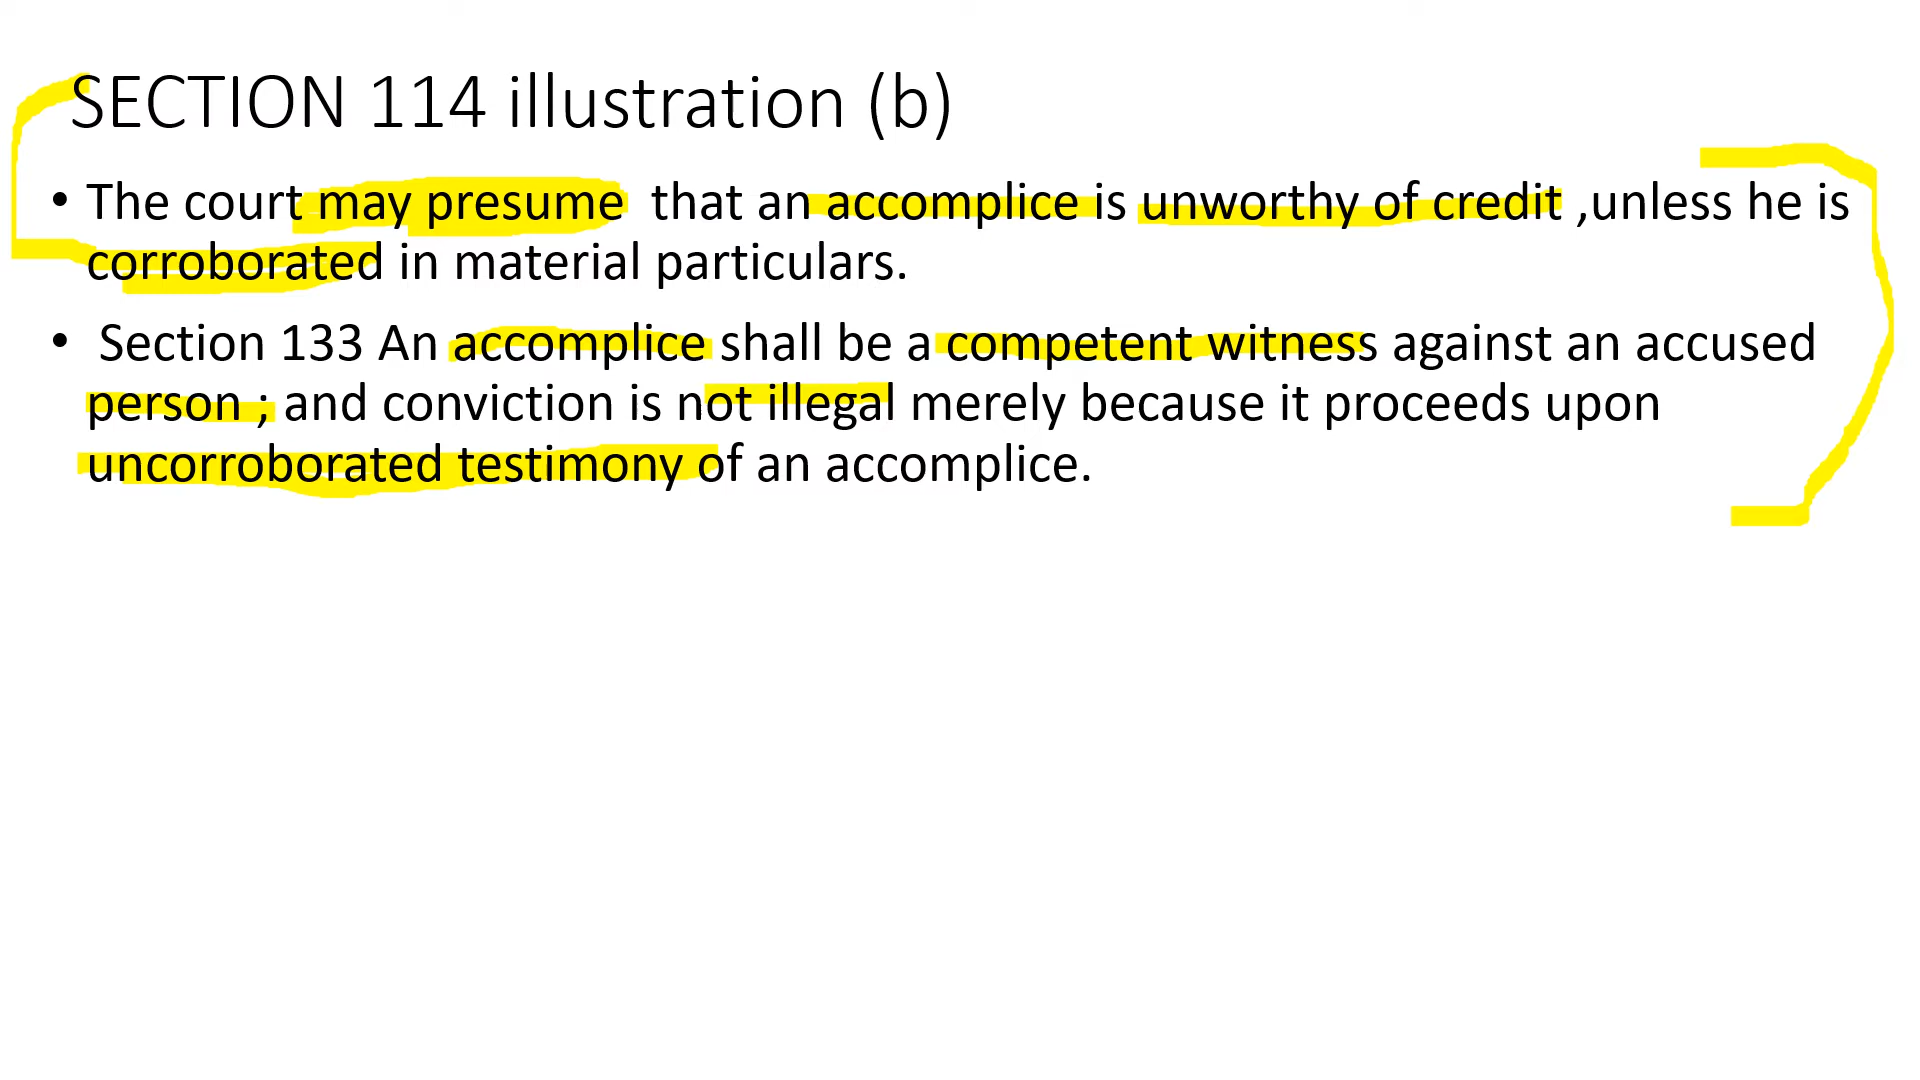 SECTION 114 illustration (b)
• The court may presume that an accomplice is unworthy of credit ,unless he is
corroborated in material particulars.
• Section 133 An accomplice shall be a competent witness against an accused
person ; and conviction is not illegal merely because it proceeds upon
uncorroborated testimony of an accomplice.